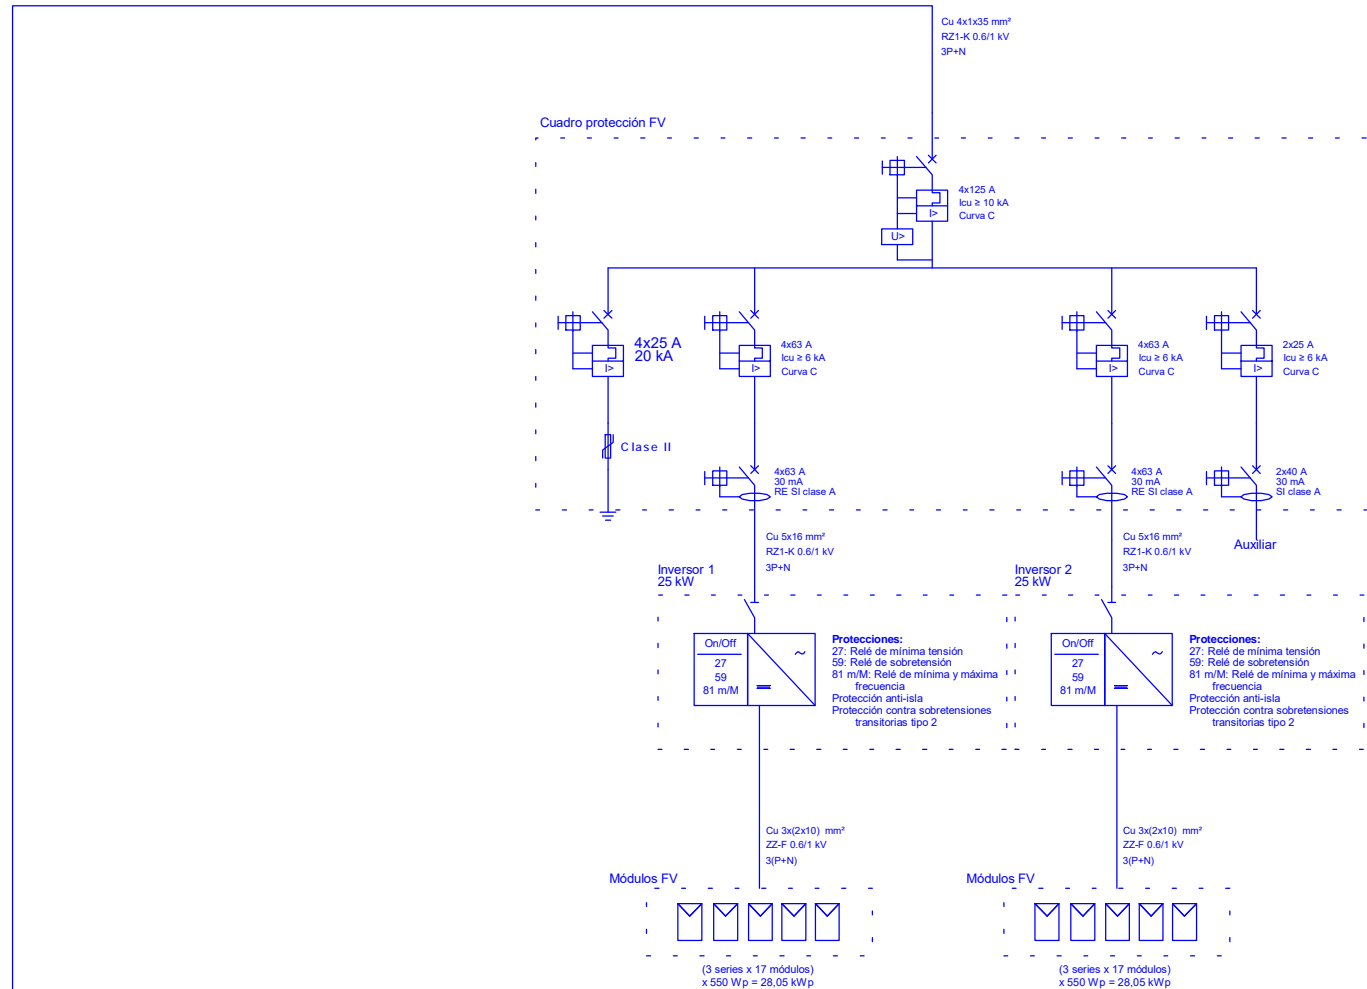 Cu 4x1x35 mm²
RZ1-K 0.6/1 kV
3P+N
Cuadro protección FV
4x125 A
Icu ≥ 10 kA
Curva C
I>
U>
4x25 A
20 kA
I>
4x63 A
Icu ≥ 6 kA
Curva C
I>
4x63 A
Icu ≥ 6 kA
Curva C
I>
2x25 A
Icu ≥ 6 kA
Curva C
I>
Clase II
4x63 A
30 mA
RE SI clase A
4x63 A
30 mA
RE SI clase A
2x40 A
30 mA
SI clase A
Auxiliar
Cu 5x16 mm²
RZ1-K 0.6/1 kV
3P+N
Cu 5x16 mm²
RZ1-K 0.6/1 kV
3P+N
Inversor 1
25 kW
On/Off
27
59
81 m/M
~
Protecciones:
27: Relé de mínima tensión
59: Relé de sobretensión
81 m/M: Relé de mínima y máxima
frecuencia
Protección anti-isla
Protección contra sobretensiones
transitorias tipo 2
Inversor 2
25 kW
On/Off
27
59
81 m/M
~
Protecciones:
27: Relé de mínima tensión
59: Relé de sobretensión
81 m/M: Relé de mínima y máxima
frecuencia
Protección anti-isla
Protección contra sobretensiones
transitorias tipo 2
Cu 3x(2x10) mm²
ZZ-F 0.6/1 kV
3(P+N)
Cu 3x(2x10) mm²
ZZ-F 0.6/1 kV
3(P+N)
Módulos FV
(3 series x 17 módulos)
x 550 Wp = 28,05 kWp
Módulos FV
(3 series x 17 módulos)
x 550 Wp = 28,05 kWp